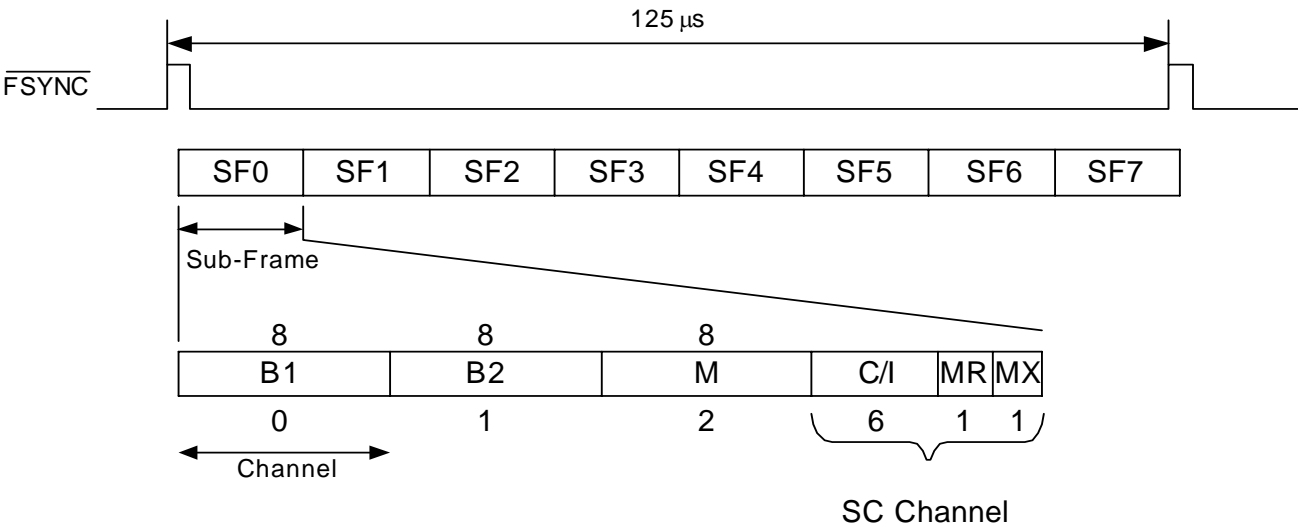 125 µs
FSYNC
SF0 SF1 SF2 SF3 SF4 SF5 SF6 SF7
Sub-Frame
8 8 8
B1 B2 M C/I MR MX
0 1 2 6 1 1
Channel
SC Channel